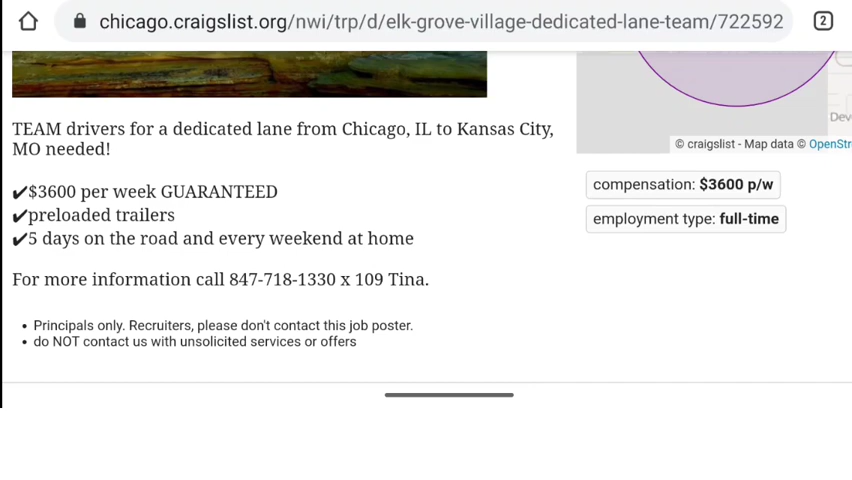 chicago.craigslist.org/nwi/trp/d/elk-grove-village-dedicated-lane-team/722592
2
© craigslist - Map data © OpenStr
TEAM drivers for a dedicated lane from Chicago, IL to Kansas City,
MO needed!
✔$3600 per week GUARANTEED
✔preloaded trailers
✔5 days on the road and every weekend at home
For more information call 847-718-1330 x 109 Tina.
• Principals only. Recruiters, please don't contact this job poster.
• do NOT contact us with unsolicited services or offers
compensation: $3600 p/w
employment type: full-time